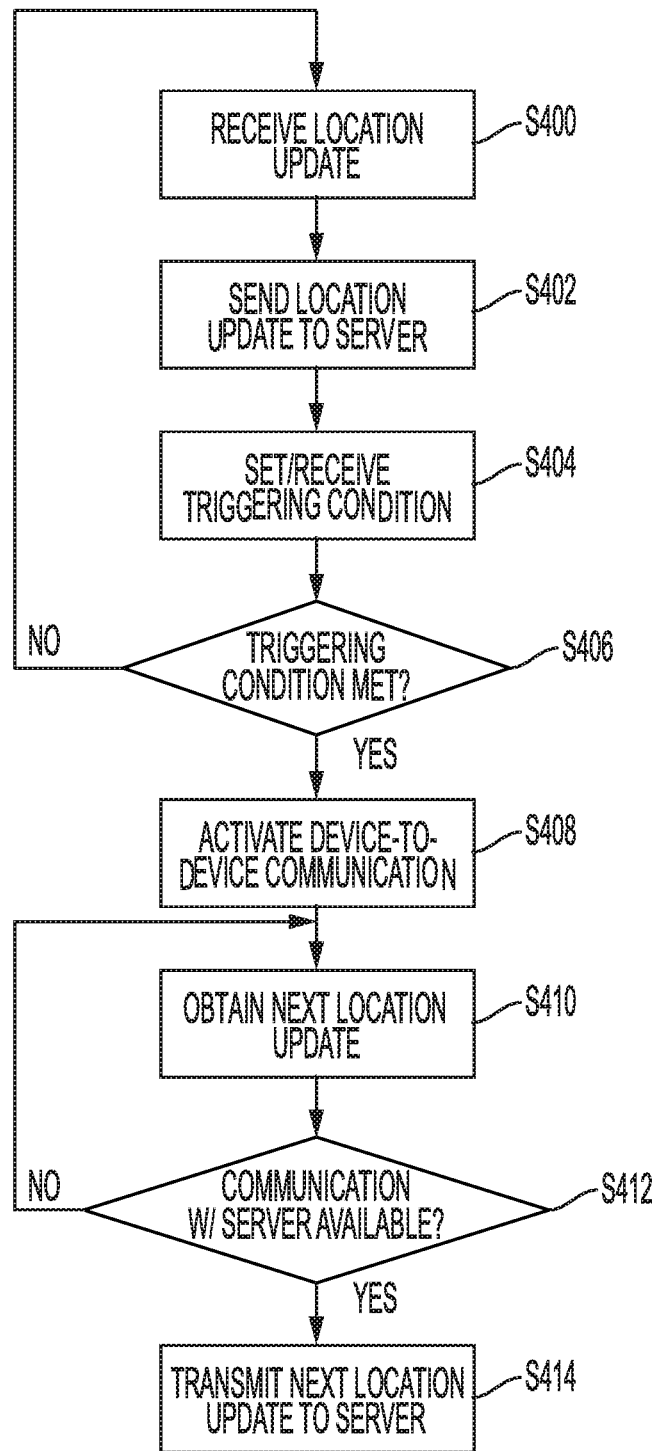 RECEIVE LOCATION
UPDATE
S400
SEND LOCATION
UPDATE TO SERVER
S402
SET/RECEIVE
TRIGGERING CONDITION
S404
NO
TRIGGERING
CONDITION MET?
S406
YES
ACTIVATE DEVICE-TO-
DEVICE COMMUNICATION
S408
OBTAIN NEXT LOCATION
UPDATE
S410
NO
COMMUNICATION
W/ SERVER AVAILABLE?
S412
YES
TRANSMIT NEXT LOCATION
UPDATE TO SERVER
S414